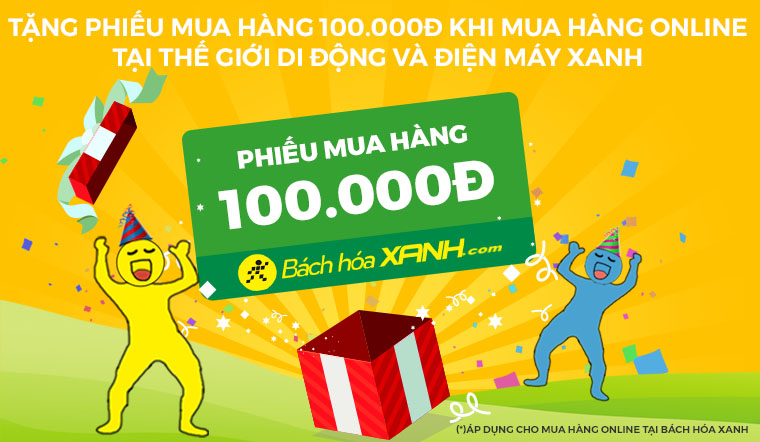 TẶNG PHIẾU MUA HÀNG 100.000Đ KHI MUA HÀNG ONLINE
TẠI THẾ GIỚI DI ĐỘNG VÀ ĐIỆN MÁY XANH
PHIẾU MUA HÀNG
100.000Đ
Bách hóa XANH.com
(*)ÁP DỤNG CHO MUA HÀNG ONLINE TẠI BÁCH HÓA XANH